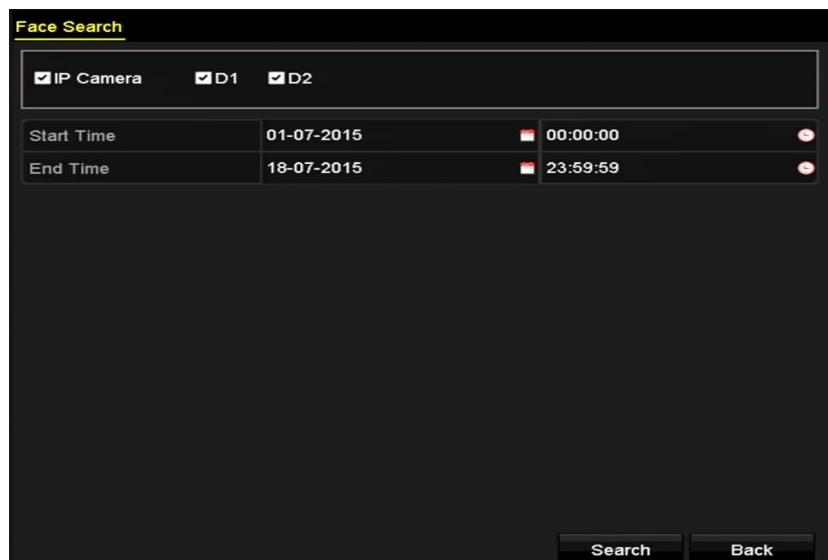 Face Search
IP Camera D1 D2
Start Time 01-07-2015 00:00:00
End Time 18-07-2015 23:59:59
Search Back